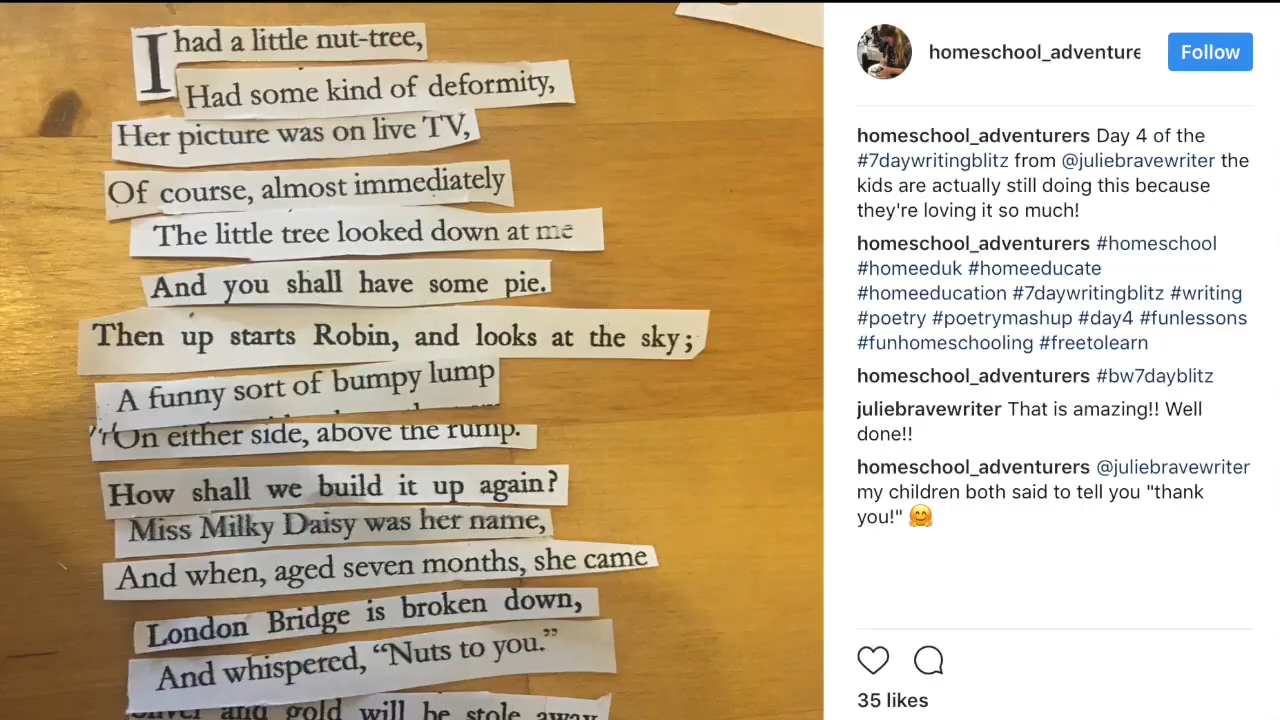 I had a little nut-tree,
Had some kind of deformity,
Her picture was on live TV,
Of course, almost immediately
The little tree looked down at me
And you shall have some pie.
Then up starts Robin, and looks at the sky;
A funny sort of bumpy lump
On either side, above the rump.
How shall we build it up again?
Miss Milky Daisy was her name,
And when, aged seven months, she came
London Bridge is broken down,
And whispered, “Nuts to you.”
Silver and gold will be stole away
homeschool_adventure
Follow
homeschool_adventurers Day 4 of the
#7daywritingblitz from @juliebravewriter the
kids are actually still doing this because
they're loving it so much!
homeschool_adventurers #homeschool
#homeeduk #homeeducate
#homeeducation #7daywritingblitz #writing
#poetry #poetrymashup #day4 #funlessons
#funhomeschooling #freetolearn
homeschool_adventurers #bw7dayblitz
juliebravewriter That is amazing!! Well
done!!
homeschool_adventurers @juliebravewriter
my children both said to tell you "thank
you!" 🤗
35 likes